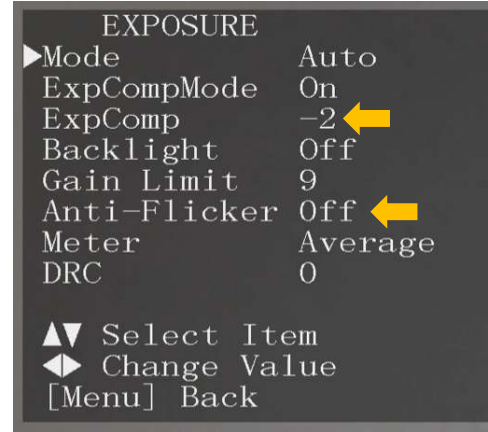 EXPOSURE
Mode Auto
ExpCompMode On
ExpComp -2
Backlight Off
Gain Limit 9
Anti-Flicker Off
Meter Average
DRC 0
▲▼ Select Item
◀▶ Change Value
[Menu] Back